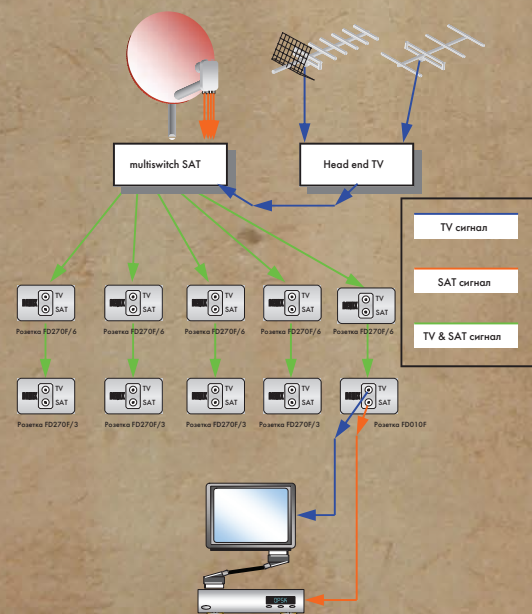 multiswitch SAT
Head end TV
TV сигнал
SAT сигнал
TV & SAT сигнал
TV
SAT
Розетка FD270F/6
TV
SAT
Розетка FD270F/6
TV
SAT
Розетка FD270F/6
TV
SAT
Розетка FD270F/6
TV
SAT
Розетка FD270F/6
TV
SAT
Розетка FD270F/3
TV
SAT
Розетка FD270F/3
TV
SAT
Розетка FD270F/3
TV
SAT
Розетка FD270F/3
TV
SAT
Розетка FD010F